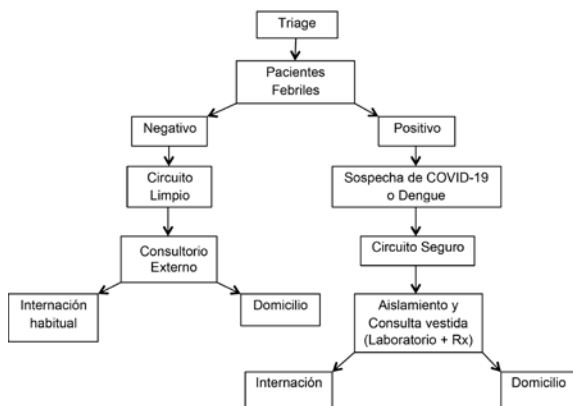 Triage
Pacientes
Febriles
Negativo
Positivo
Circuito
Limpio
Sospecha de COVID-19
o Dengue
Consultorio
Externo
Circuito Seguro
Internación
habitual
Domicilio
Aislamiento y
Consulta vestida
(Laboratorio + Rx)
Internación
Domicilio